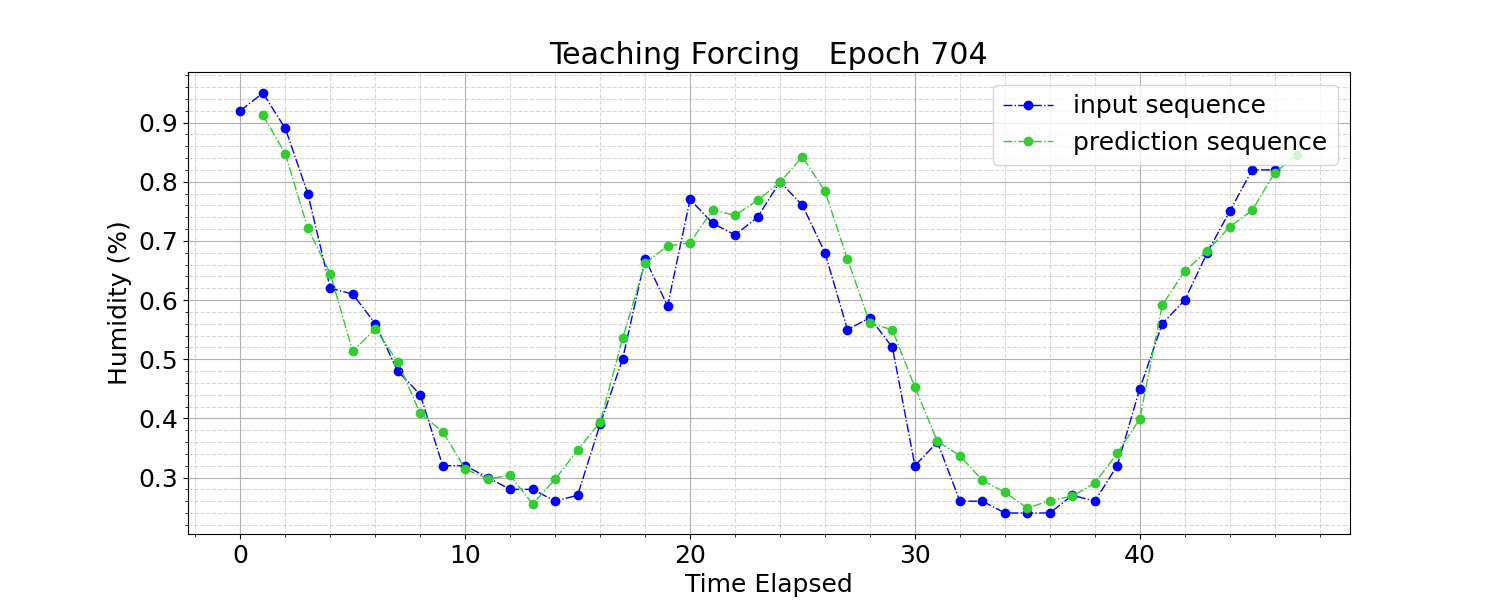 Teaching Forcing   Epoch 704
input sequence
prediction sequence
Humidity (%)
0.9
0.8
0.7
0.6
0.5
0.4
0.3
0 10 20 30 40
Time Elapsed